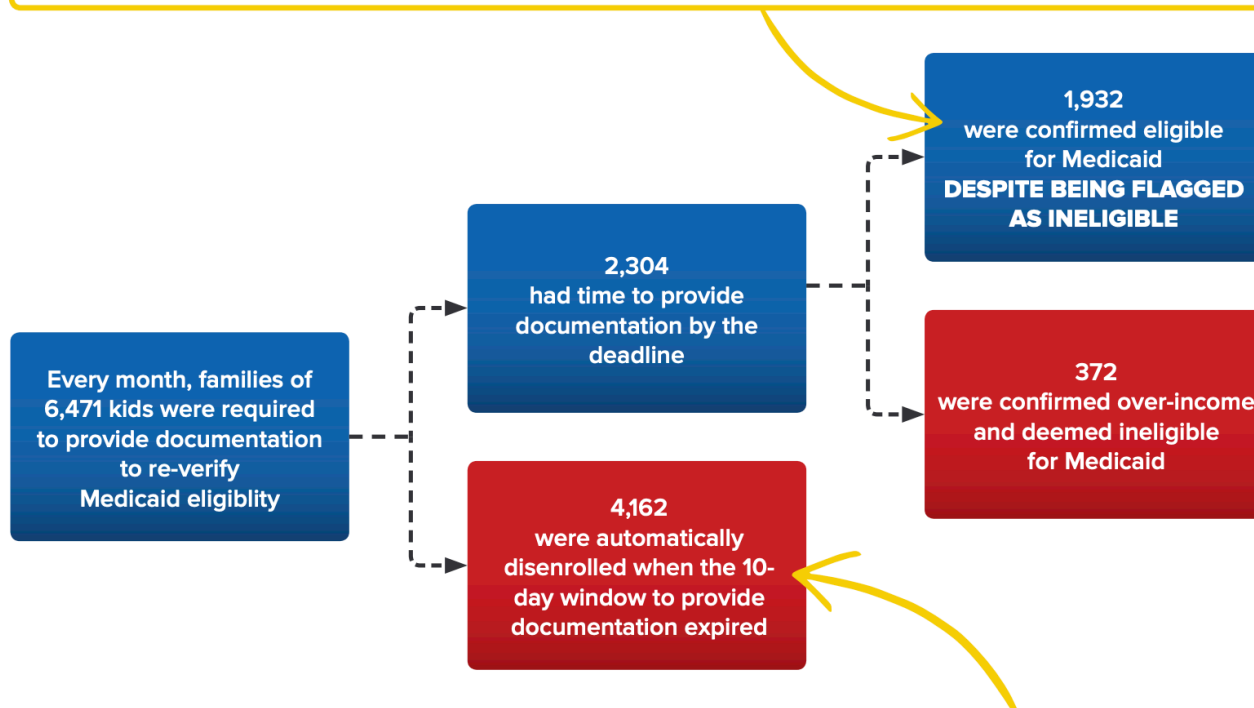 Every month, families of
6,471 kids were required
to provide documentation
to re-verify
Medicaid eligiblity
2,304
had time to provide
documentation by the
deadline
4,162
were automatically
disenrolled when the 10-
day window to provide
documentation expired
1,932
were confirmed eligible
for Medicaid
DESPITE BEING FLAGGED
AS INELIGIBLE
372
were confirmed over-income
and deemed ineligible
for Medicaid